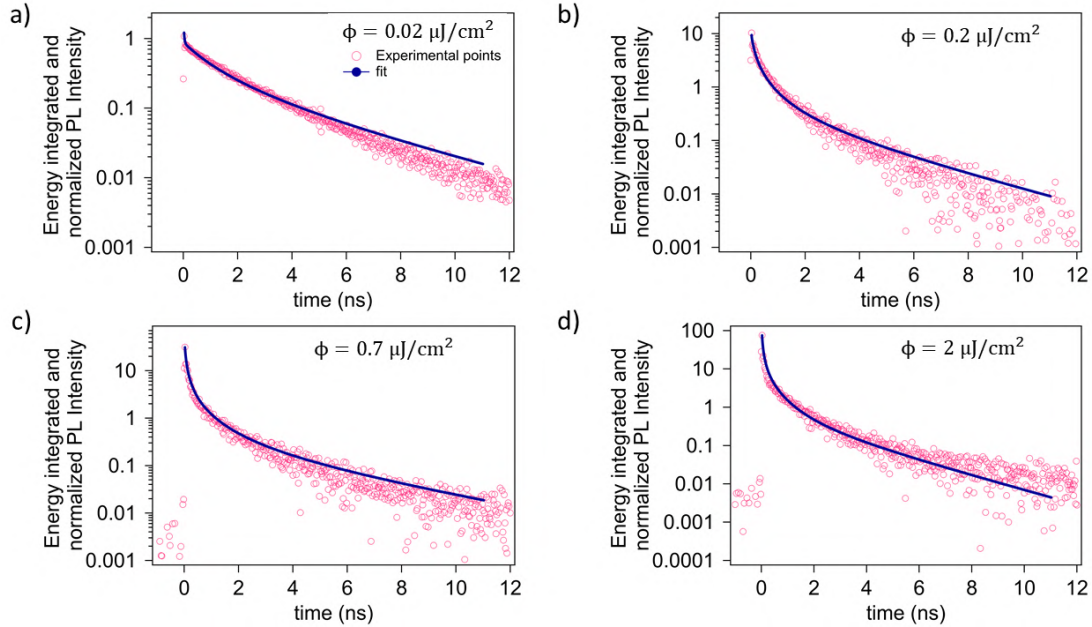 a)
ϕ = 0.02 μJ/cm²
Experimental points
fit
Energy integrated and
normalized PL Intensity
1
0.1
0.01
0.001
0 2 4 6 8 10 12
time (ns)
b)
ϕ = 0.2 μJ/cm²
Energy integrated and
normalized PL Intensity
10
1
0.1
0.01
0.001
0 2 4 6 8 10 12
time (ns)
c)
ϕ = 0.7 μJ/cm²
Energy integrated and
normalized PL Intensity
10
1
0.1
0.01
0.001
0 2 4 6 8 10 12
time (ns)
d)
ϕ = 2 μJ/cm²
Energy integrated and
normalized PL Intensity
100
10
1
0.1
0.01
0.001
0.0001
0 2 4 6 8 10 12
time (ns)